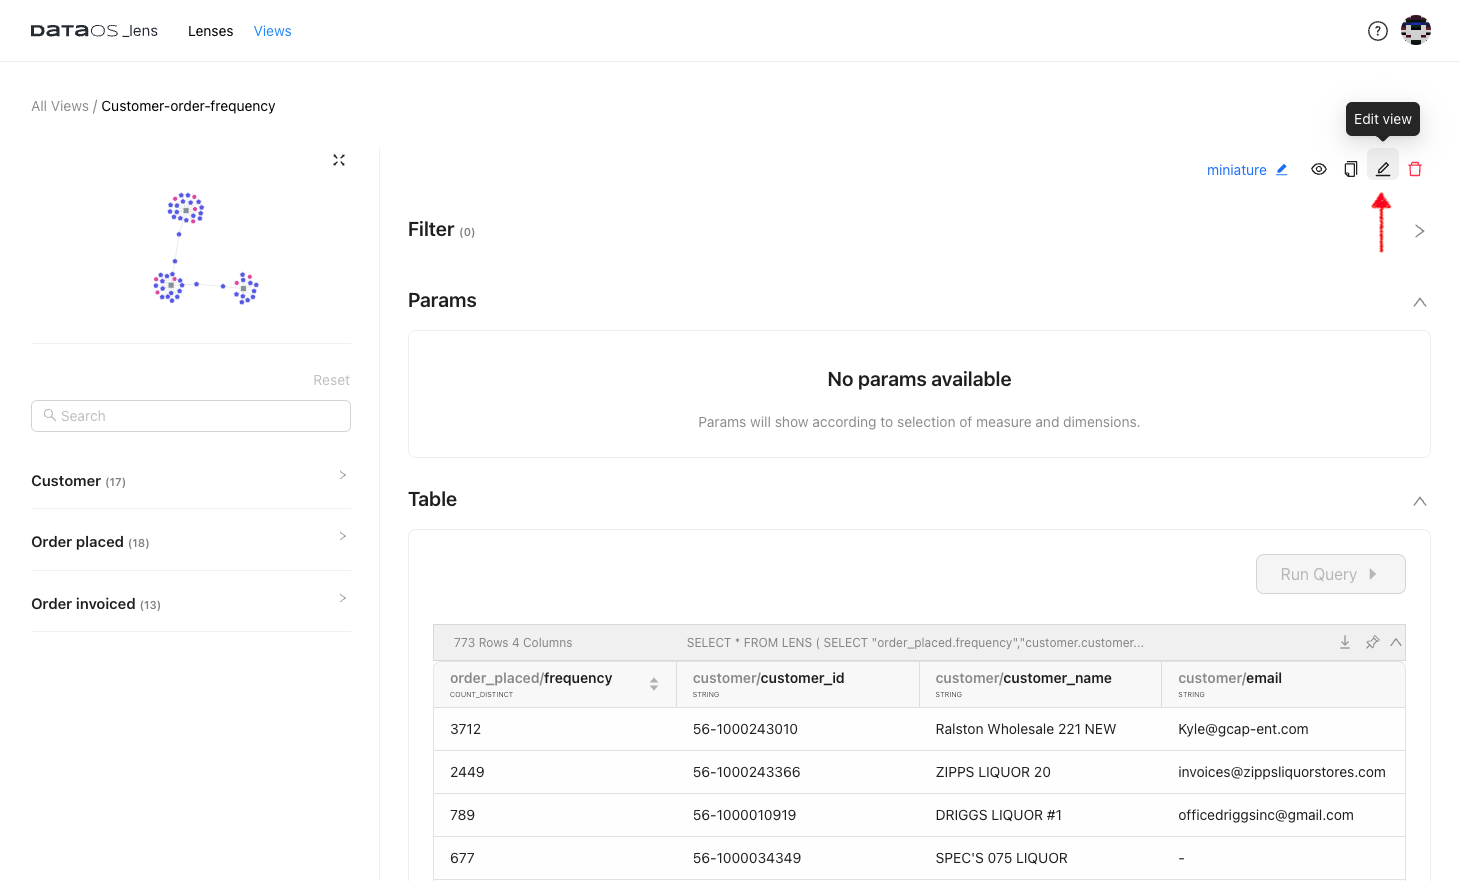 DATAOS _lens Lenses Views
All Views / Customer-order-frequency
Edit view
miniature
Filter (0)
Params
No params available
Params will show according to selection of measure and dimensions.
Reset
Search
Customer (17)
Order placed (18)
Order invoiced (13)
Table
Run Query
773 Rows 4 Columns SELECT * FROM LENS ( SELECT "order_placed.frequency","customer.customer...
order_placed/frequency customer/customer_id customer/customer_name customer/email
COUNT_DISTINCT STRING STRING STRING
3712 56-1000243010 Ralston Wholesale 221 NEW Kyle@gcap-ent.com
2449 56-1000243366 ZIPPS LIQUOR 20 invoices@zippsliquorstores.com
789 56-1000010919 DRIGGS LIQUOR #1 officedriggsinc@gmail.com
677 56-1000034349 SPEC'S 075 LIQUOR -